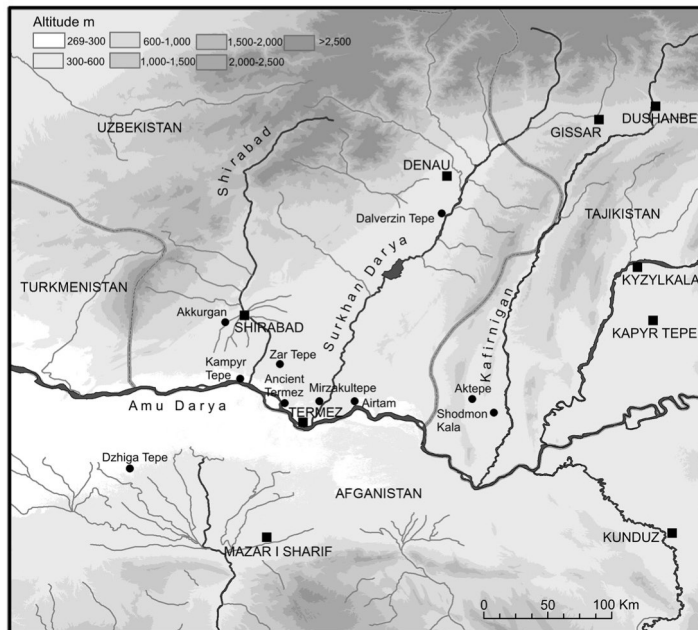 Altitude m
269-300
600-1,000
1,500-2,000
>2,500
300-600
1,000-1,500
2,000-2,500
UZBEKISTAN
Shirabad
GISSAR
DUSHANBE
DENAU
Dalverzin Tepe
TAJIKISTAN
Surkhan Darya
TURKMENISTAN
KYZYLKALA
Akkurgan
SHIRABAD
KAPYR TEPE
Kafirnigan
Zar Tepe
Kampyr
Tepe
Ancient
Termez
Mirzakultepe
Aktepe
Amu Darya
TERMEZ
Airtam
Shodmon
Kala
Dzhiga Tepe
AFGANISTAN
MAZAR I SHARIF
KUNDUZ
0 50 100 Km